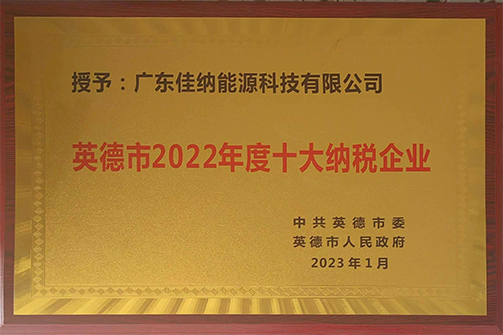 授予：广东佳纳能源科技有限公司
英德市2022年度十大纳税企业
中共英德市委
英德市人民政府
2023年1月